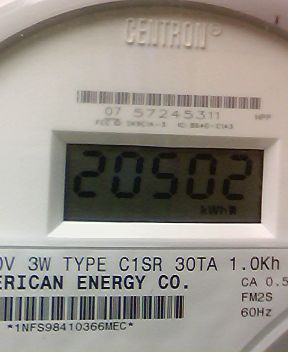 CENTRON®
07 57245311
20502
kWh
0V 3W TYPE C1SR 30TA 1.0Kh
ERICAN ENERGY CO.
CA 0.5
FM2S
60Hz
*1NFS98410366MEC*